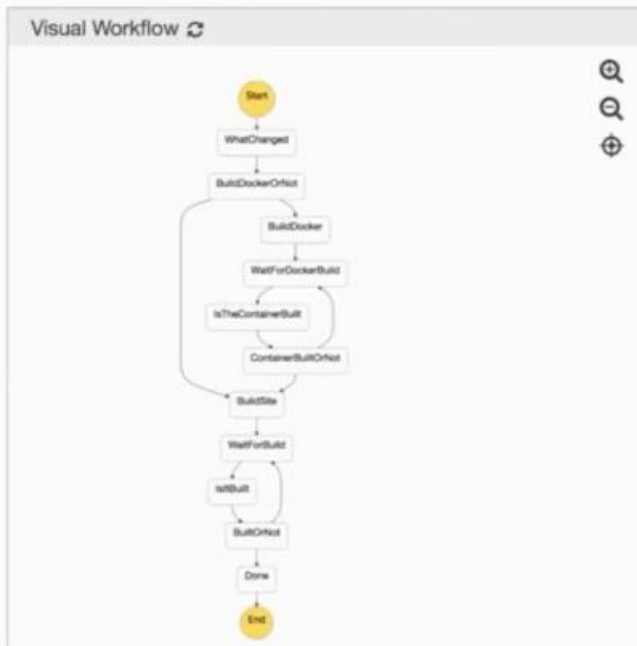 Visual Workflow
Start
WhatChanged
BuildDockerOrNot
BuildDocker
WaitForDockerBuild
IsTheContainerBuilt
ContainerBuiltOrNot
BuildSite
WaitForBuild
IsItBuilt
BuiltOrNot
Done
End